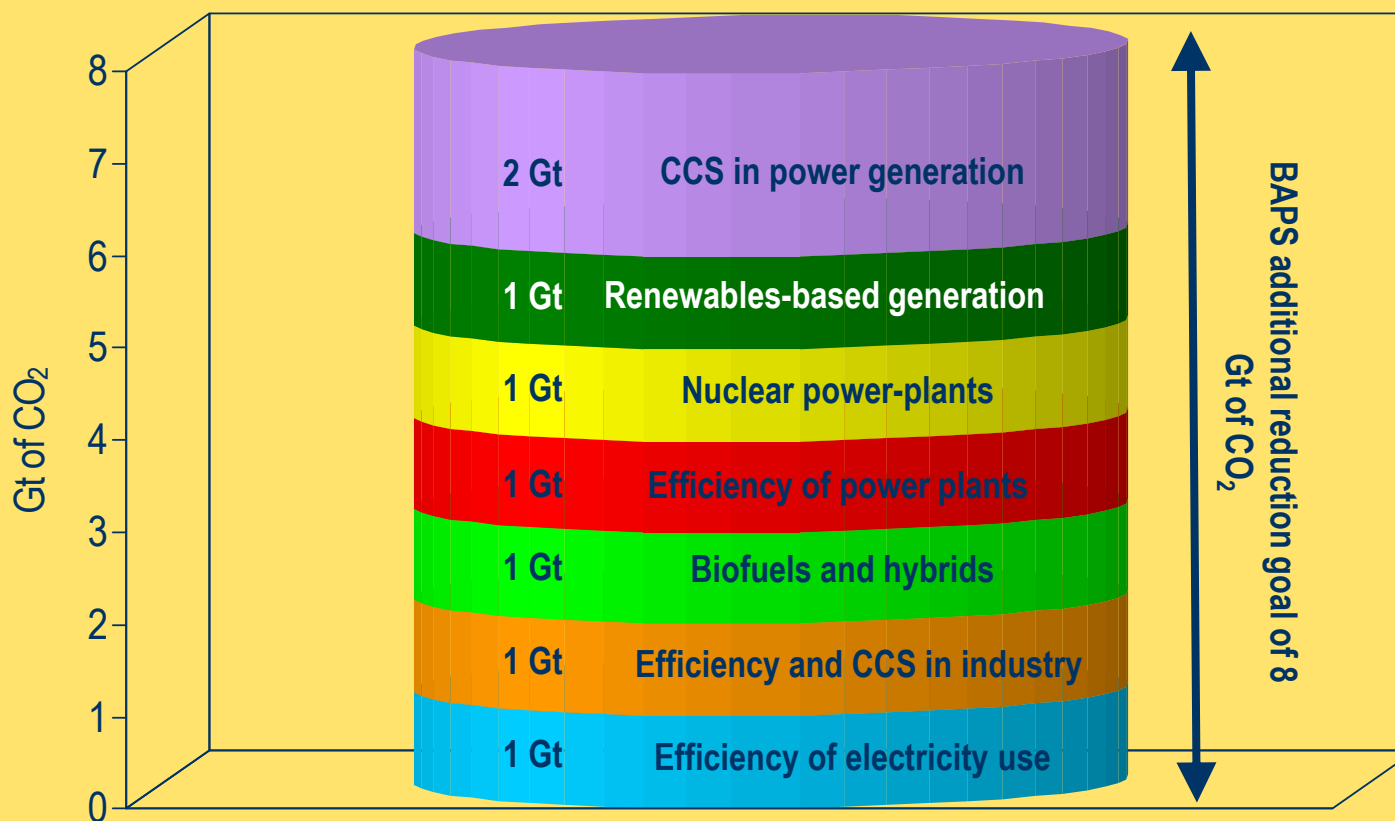 Gt of CO₂
8
7
6
5
4
3
2
1
0
2 Gt CCS in power generation
1 Gt Renewables-based generation
1 Gt Nuclear power-plants
1 Gt Efficiency of power plants
1 Gt Biofuels and hybrids
1 Gt Efficiency and CCS in industry
1 Gt Efficiency of electricity use
BAPS additional reduction goal of 8
Gt of CO₂